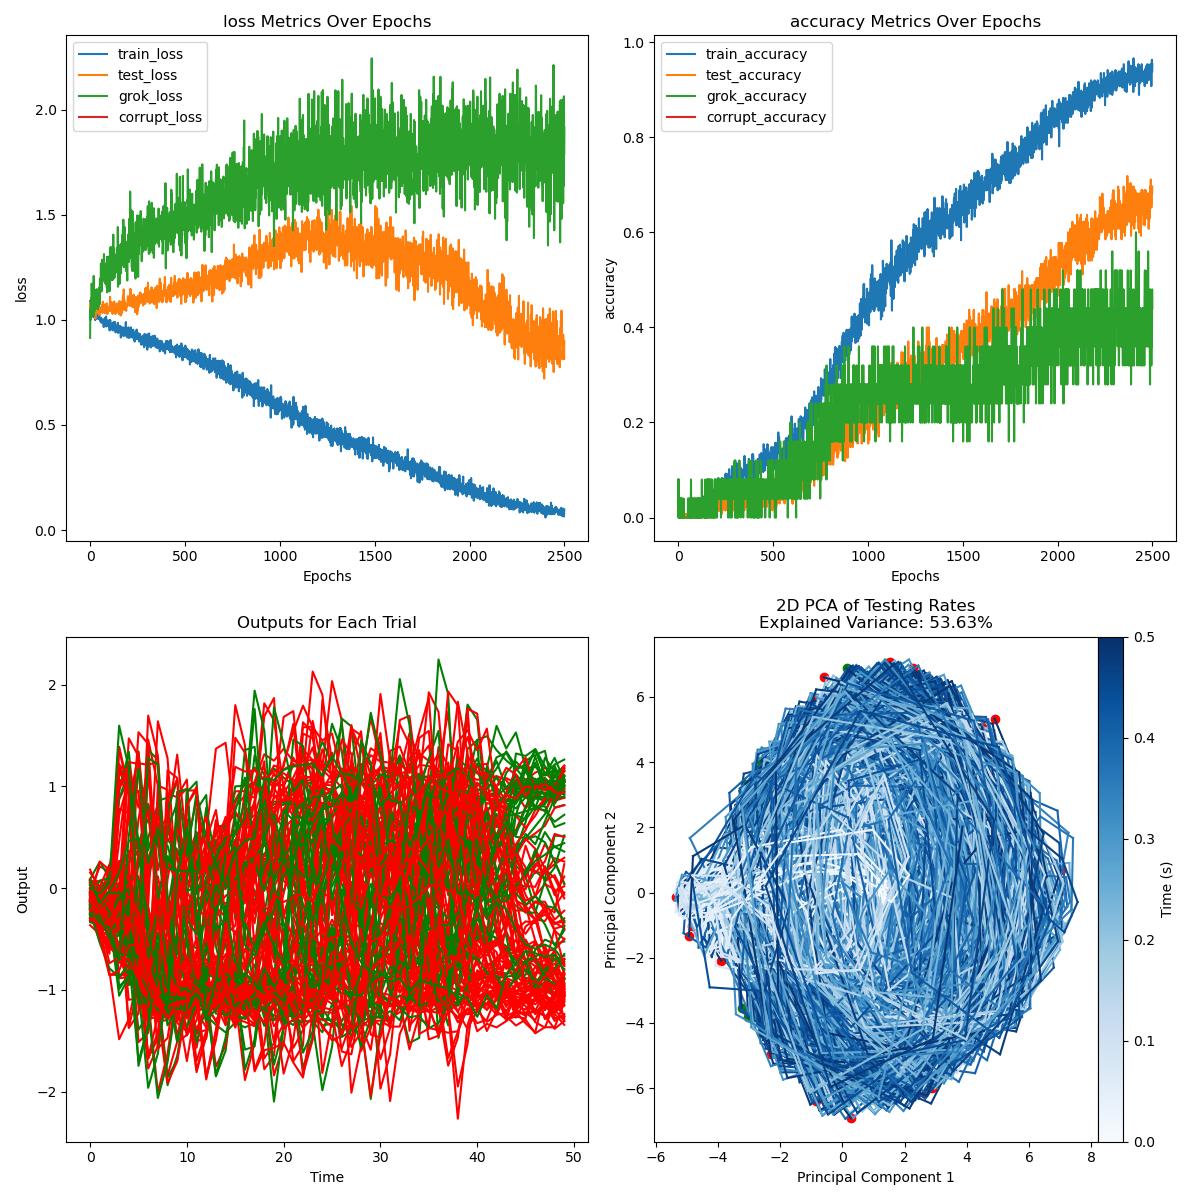 loss Metrics Over Epochs
train_loss
test_loss
grok_loss
corrupt_loss
2.0
1.5
1.0
0.5
0.0
loss
0
500
1000
1500
2000
2500
Epochs
accuracy Metrics Over Epochs
train_accuracy
test_accuracy
grok_accuracy
corrupt_accuracy
1.0
0.8
0.6
0.4
0.2
0.0
accuracy
0
500
1000
1500
2000
2500
Epochs
Outputs for Each Trial
2
1
0
−1
−2
Output
0
10
20
30
40
50
Time
2D PCA of Testing Rates
Explained Variance: 53.63%
6
4
2
0
−2
−4
−6
Principal Component 2
−6
−4
−2
0
2
4
6
8
Principal Component 1
0.5
0.4
0.3
0.2
0.1
0.0
Time (s)